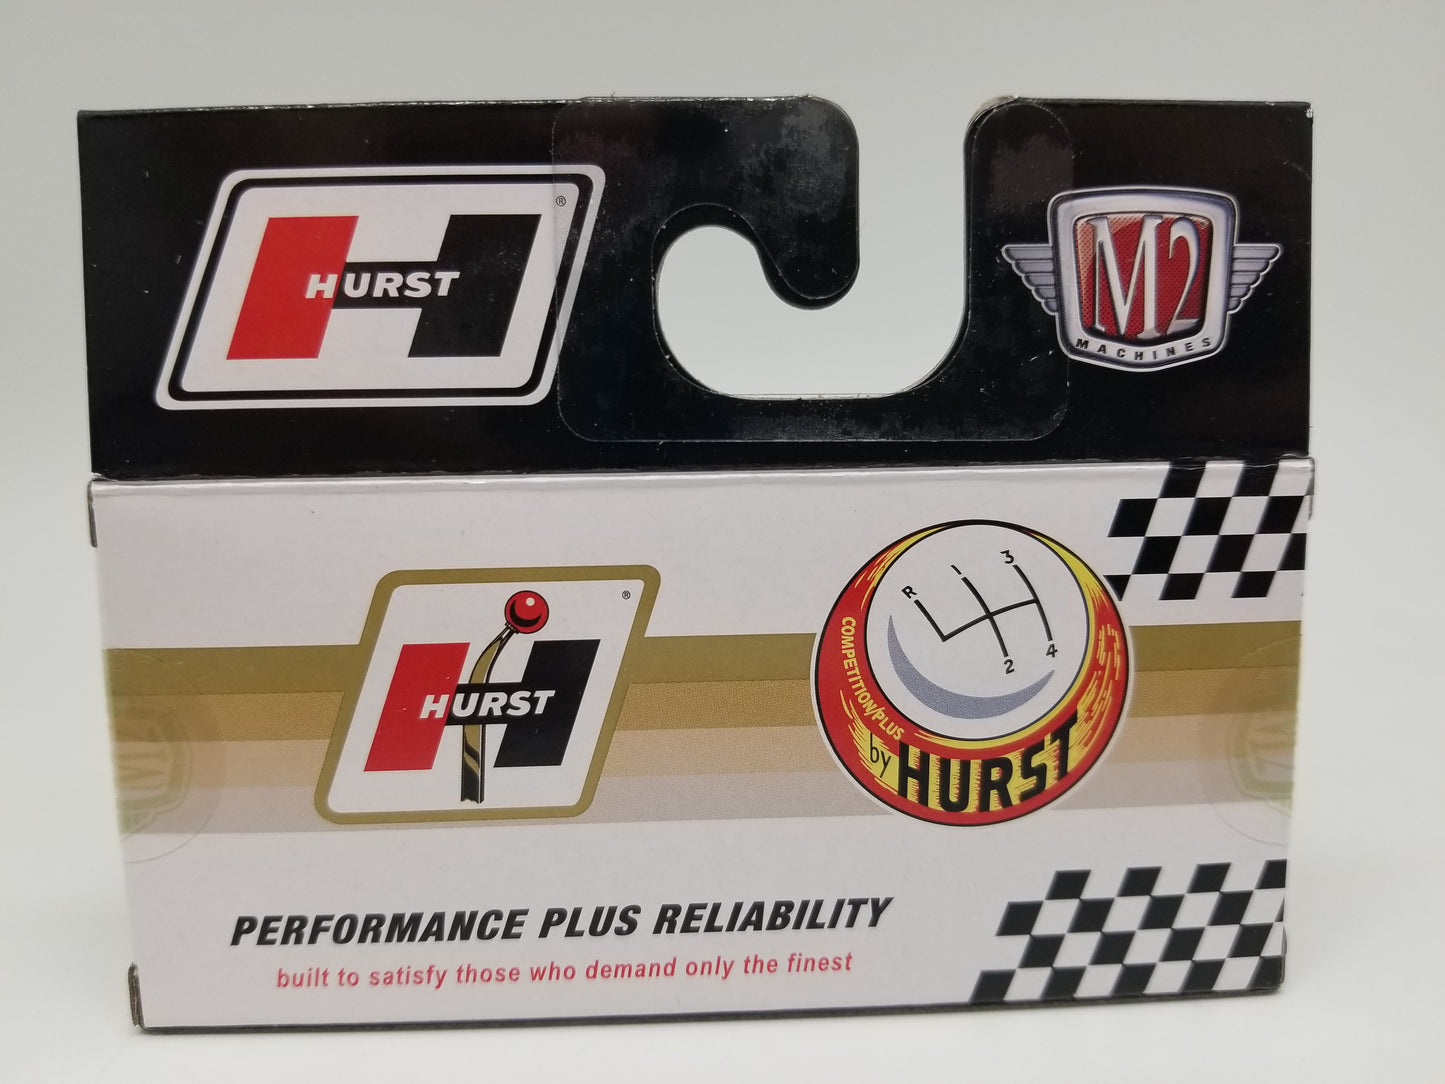 HURST ®
M2
MACHINES
HURST ®
R 1 3
2 4
COMPETITION/PLUS
by HURST
PERFORMANCE PLUS RELIABILITY
built to satisfy those who demand only the finest